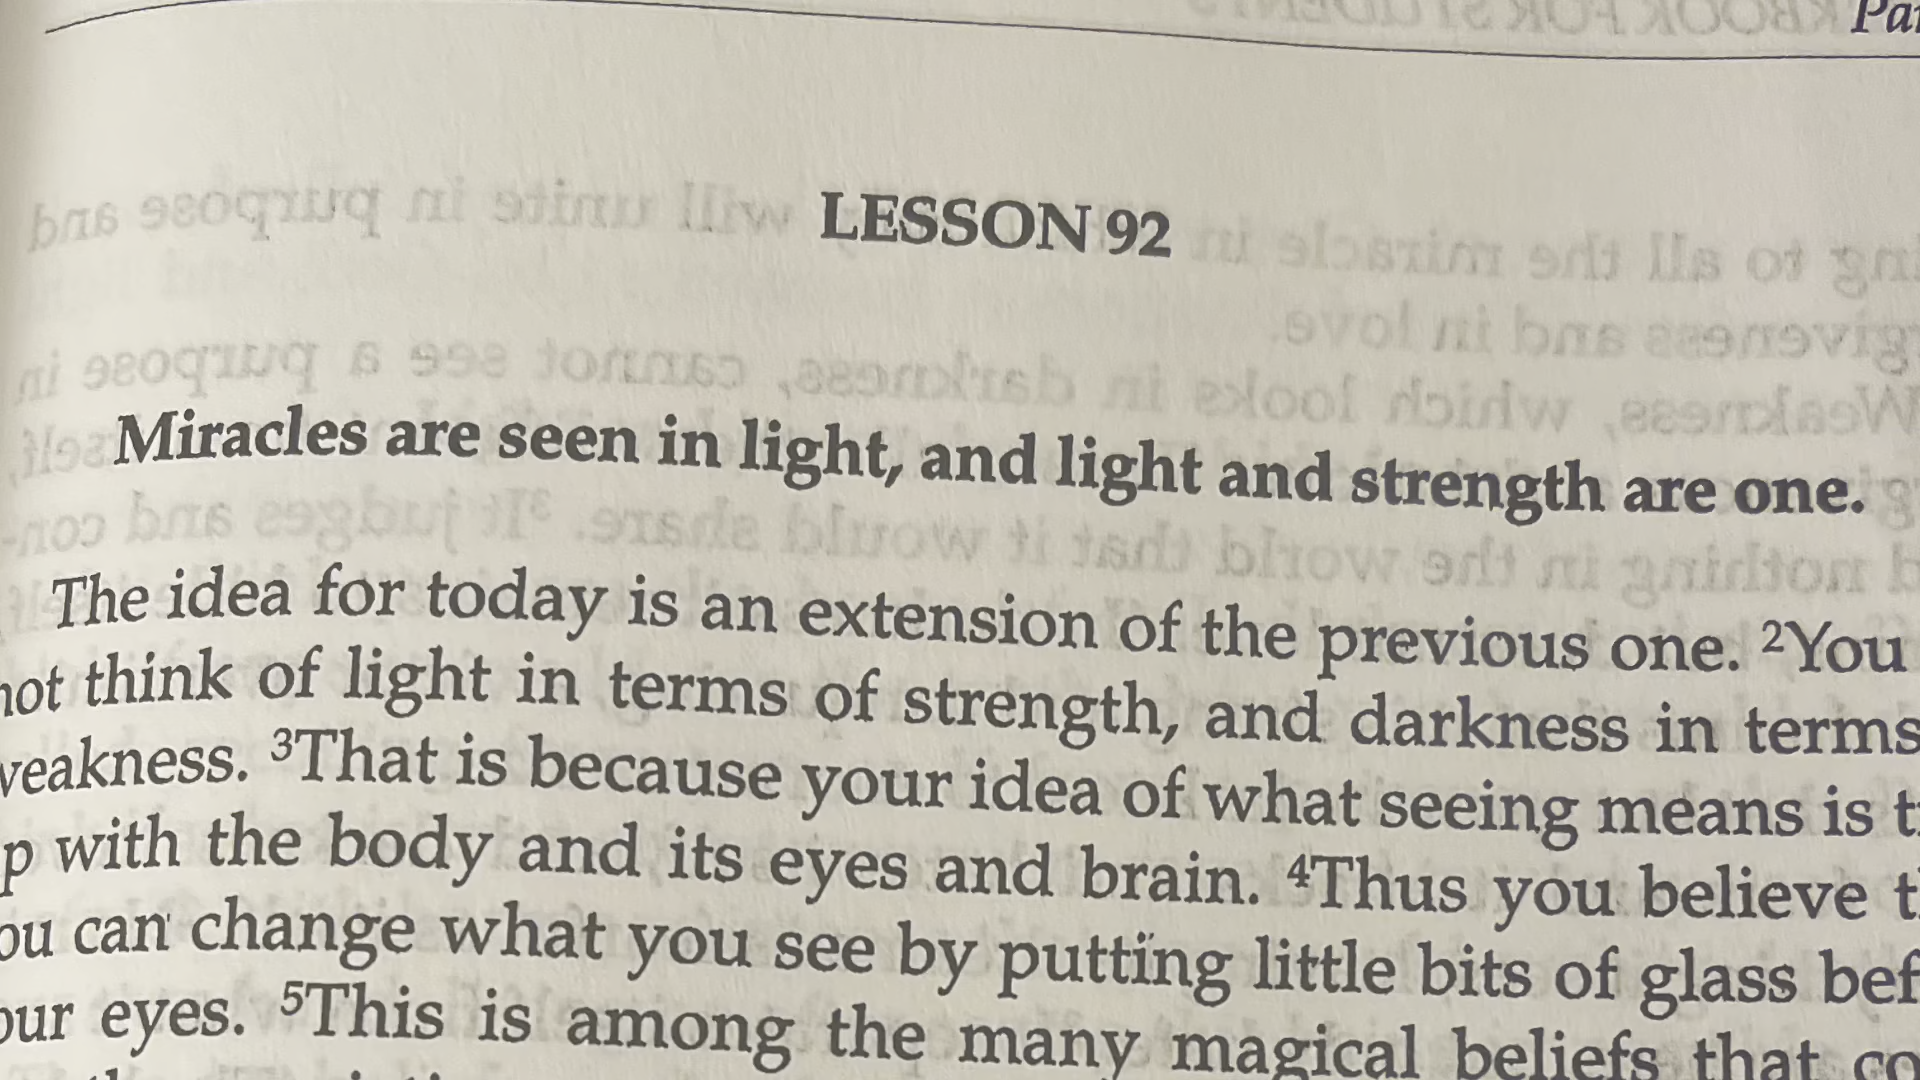 LESSON 92
Miracles are seen in light, and light and strength are one.
The idea for today is an extension of the previous one. ²You
not think of light in terms of strength, and darkness in terms
weakness. ³That is because your idea of what seeing means is
with the body and its eyes and brain. ⁴Thus you believe
can change what you see by putting little bits of glass
eyes. ⁵This is among the many magical beliefs that